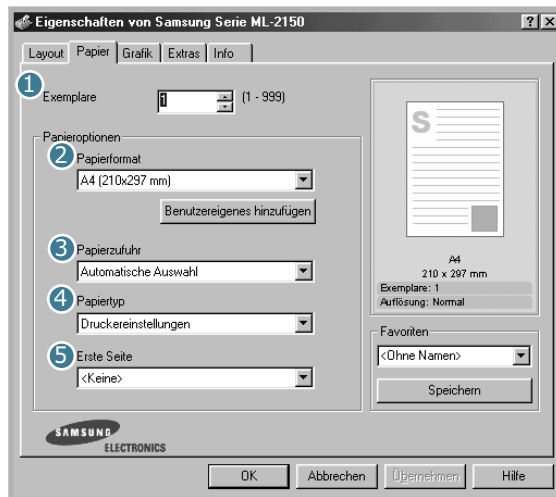 Eigenschaften von Samsung Serie ML-2150
Layout Papier Grafik Extras Info
1
Exemplare 1 (1 - 999)
Papieroptionen
2 Papierformat
A4 (210x297 mm)
Benutzereigenes hinzufügen
3 Papierzufuhr
Automatische Auswahl
4 Papiertyp
Druckereinstellungen
5 Erste Seite
<Keine>
S
A4
210 x 297 mm
Exemplare: 1
Auflösung: Normal
Favoriten
<Ohne Namen>
Speichern
SAMSUNG
ELECTRONICS
OK Abbrechen Übernehmen Hilfe